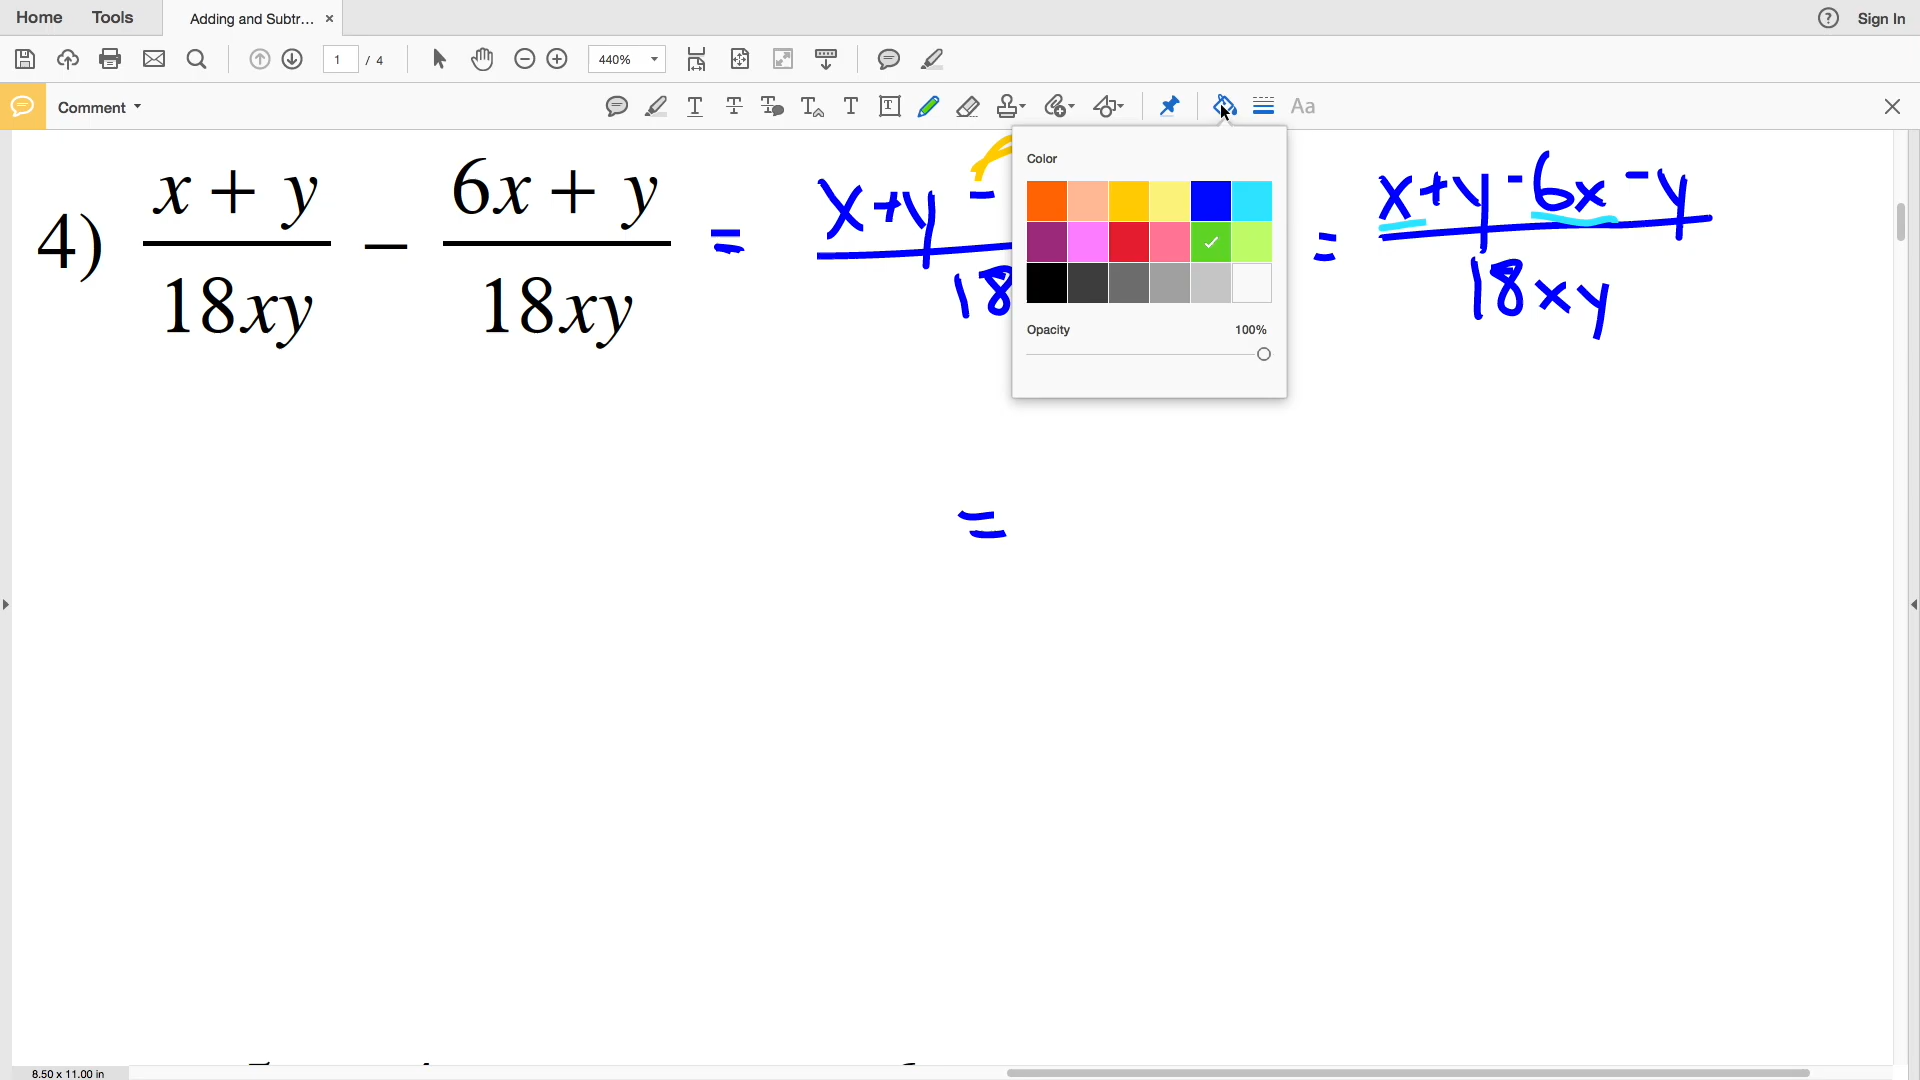 Home Tools Adding and Subtr... × ? Sign In
1 / 4 440%
Comment Aa
Color
Opacity 100%
4) x + y / 18xy − 6x + y / 18xy = x+y - / 18 = x+y-6x-y / 18xy
=
8.50 x 11.00 in